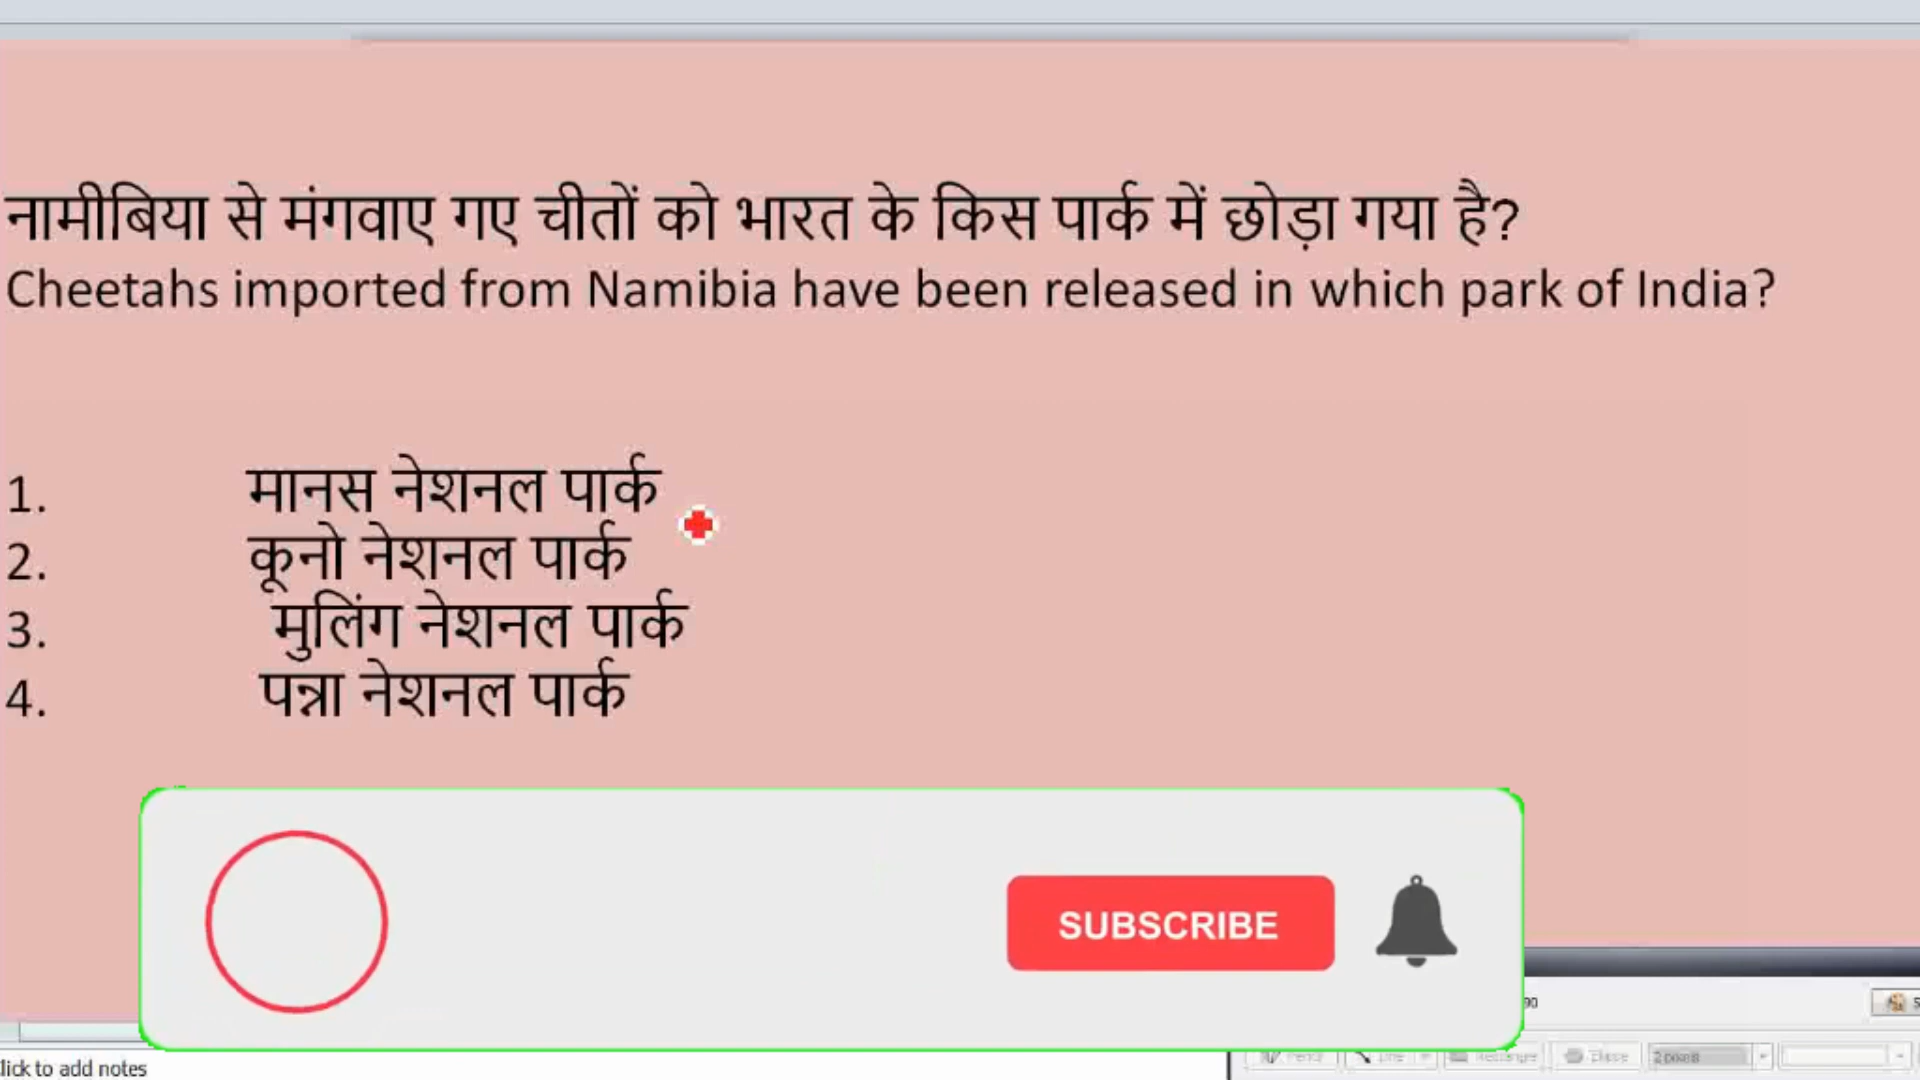 नामीबिया से मंगवाए गए चीतों को भारत के किस पार्क में छोड़ा गया है?
Cheetahs imported from Namibia have been released in which park of India?
1. मानस नेशनल पार्क
2. कूनो नेशनल पार्क
3. मुलिंग नेशनल पार्क
4. पन्ना नेशनल पार्क
SUBSCRIBE
lick to add notes